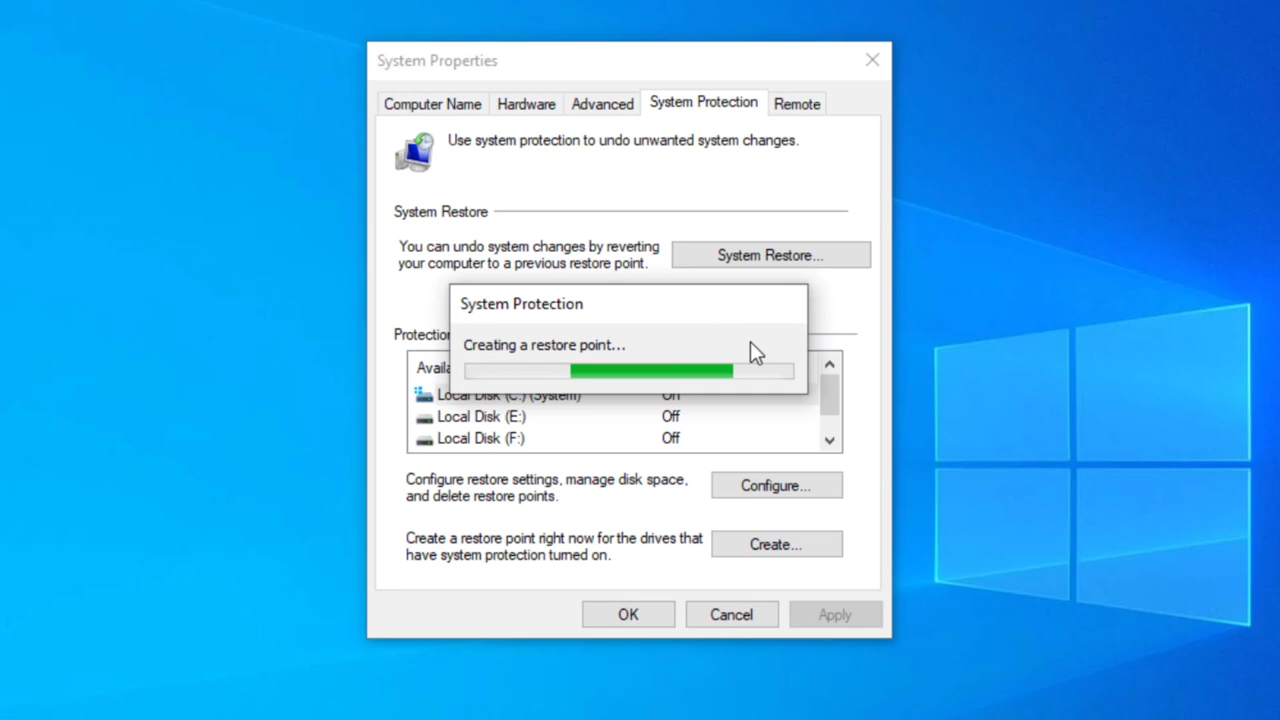 System Properties
Computer Name Hardware Advanced System Protection Remote
Use system protection to undo unwanted system changes.
System Restore
You can undo system changes by reverting
your computer to a previous restore point.
System Restore...
System Protection
Creating a restore point...
Protection
Availa
Local Disk (C:) (System) On
Local Disk (E:) Off
Local Disk (F:) Off
Configure restore settings, manage disk space,
and delete restore points.
Configure...
Create a restore point right now for the drives that
have system protection turned on.
Create...
OK Cancel Apply